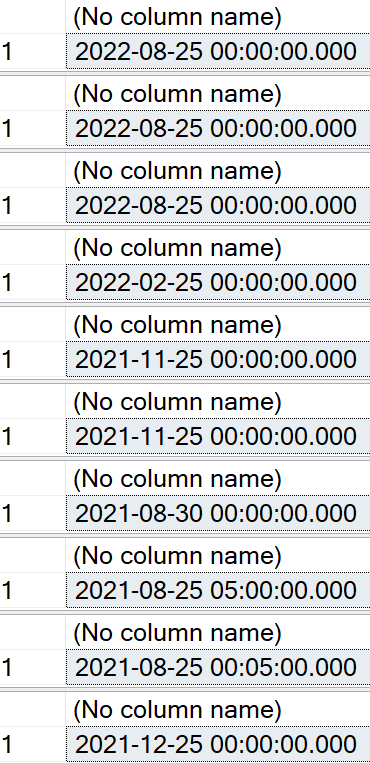 (No column name)
1 2022-08-25 00:00:00.000
(No column name)
1 2022-08-25 00:00:00.000
(No column name)
1 2022-08-25 00:00:00.000
(No column name)
1 2022-02-25 00:00:00.000
(No column name)
1 2021-11-25 00:00:00.000
(No column name)
1 2021-11-25 00:00:00.000
(No column name)
1 2021-08-30 00:00:00.000
(No column name)
1 2021-08-25 05:00:00.000
(No column name)
1 2021-08-25 00:05:00.000
(No column name)
1 2021-12-25 00:00:00.000